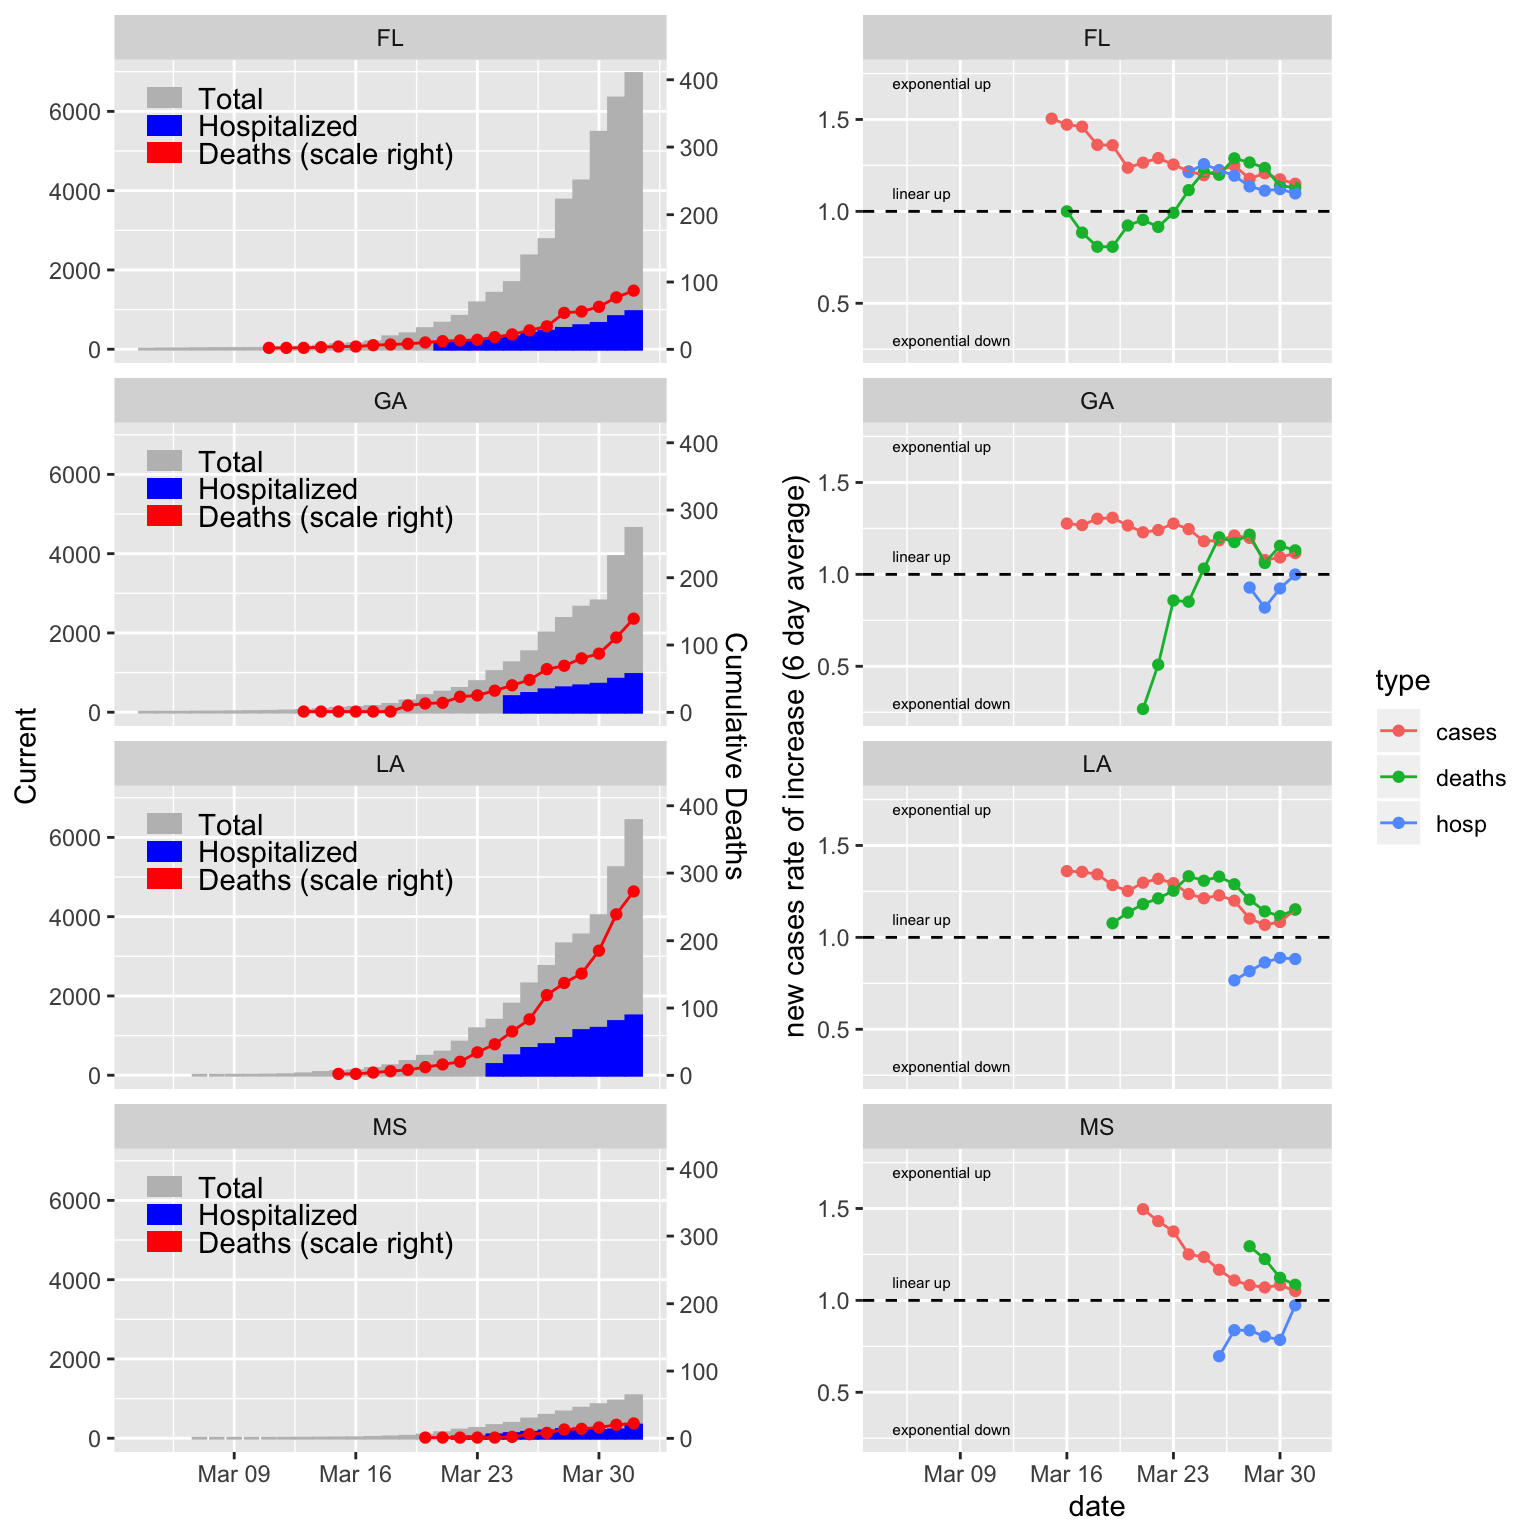 FL
6000
4000
2000
0
Total
Hospitalized
Deaths (scale right)
400
300
200
100
0
GA
6000
4000
2000
0
Total
Hospitalized
Deaths (scale right)
400
300
200
100
0
LA
6000
4000
2000
0
Total
Hospitalized
Deaths (scale right)
400
300
200
100
0
MS
6000
4000
2000
0
Total
Hospitalized
Deaths (scale right)
400
300
200
100
0
Mar 09 Mar 16 Mar 23 Mar 30
Current
Cumulative Deaths
FL
1.5
1.0
0.5
exponential up
linear up
exponential down
GA
1.5
1.0
0.5
exponential up
linear up
exponential down
LA
1.5
1.0
0.5
exponential up
linear up
exponential down
MS
1.5
1.0
0.5
exponential up
linear up
exponential down
Mar 09 Mar 16 Mar 23 Mar 30
date
new cases rate of increase (6 day average)
type
cases
deaths
hosp